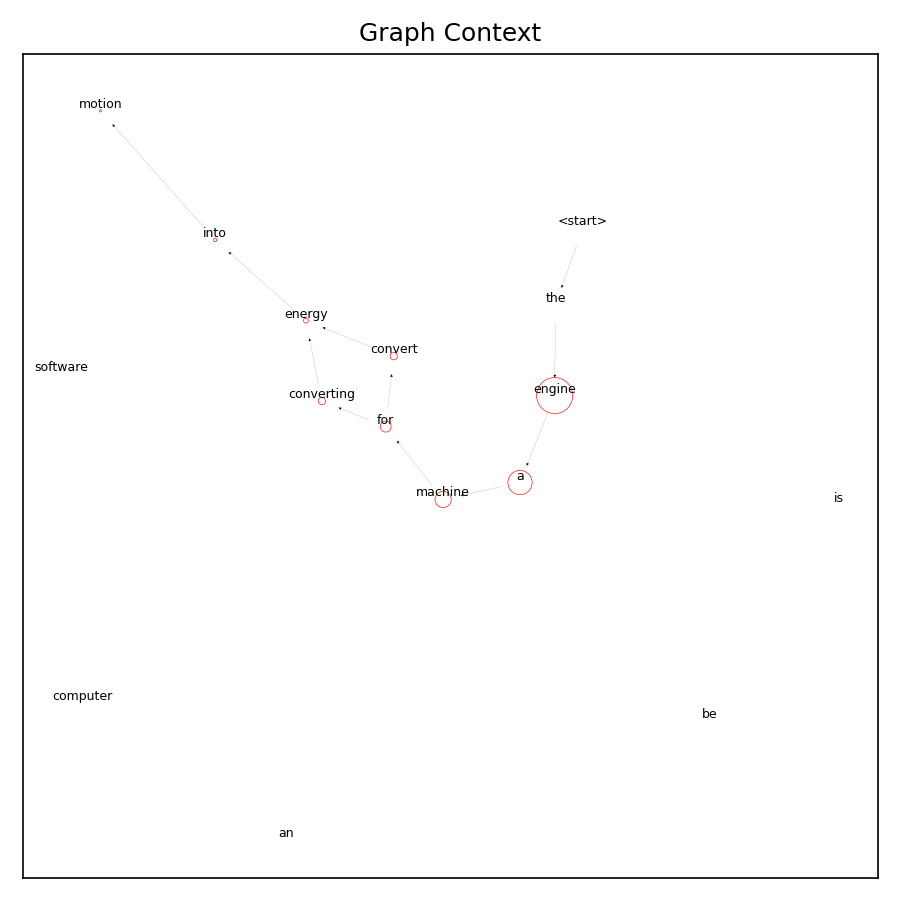 Graph Context
motion
<start>
into
the
energy
convert
software
engine
converting
for
a
machine
is
computer
be
an